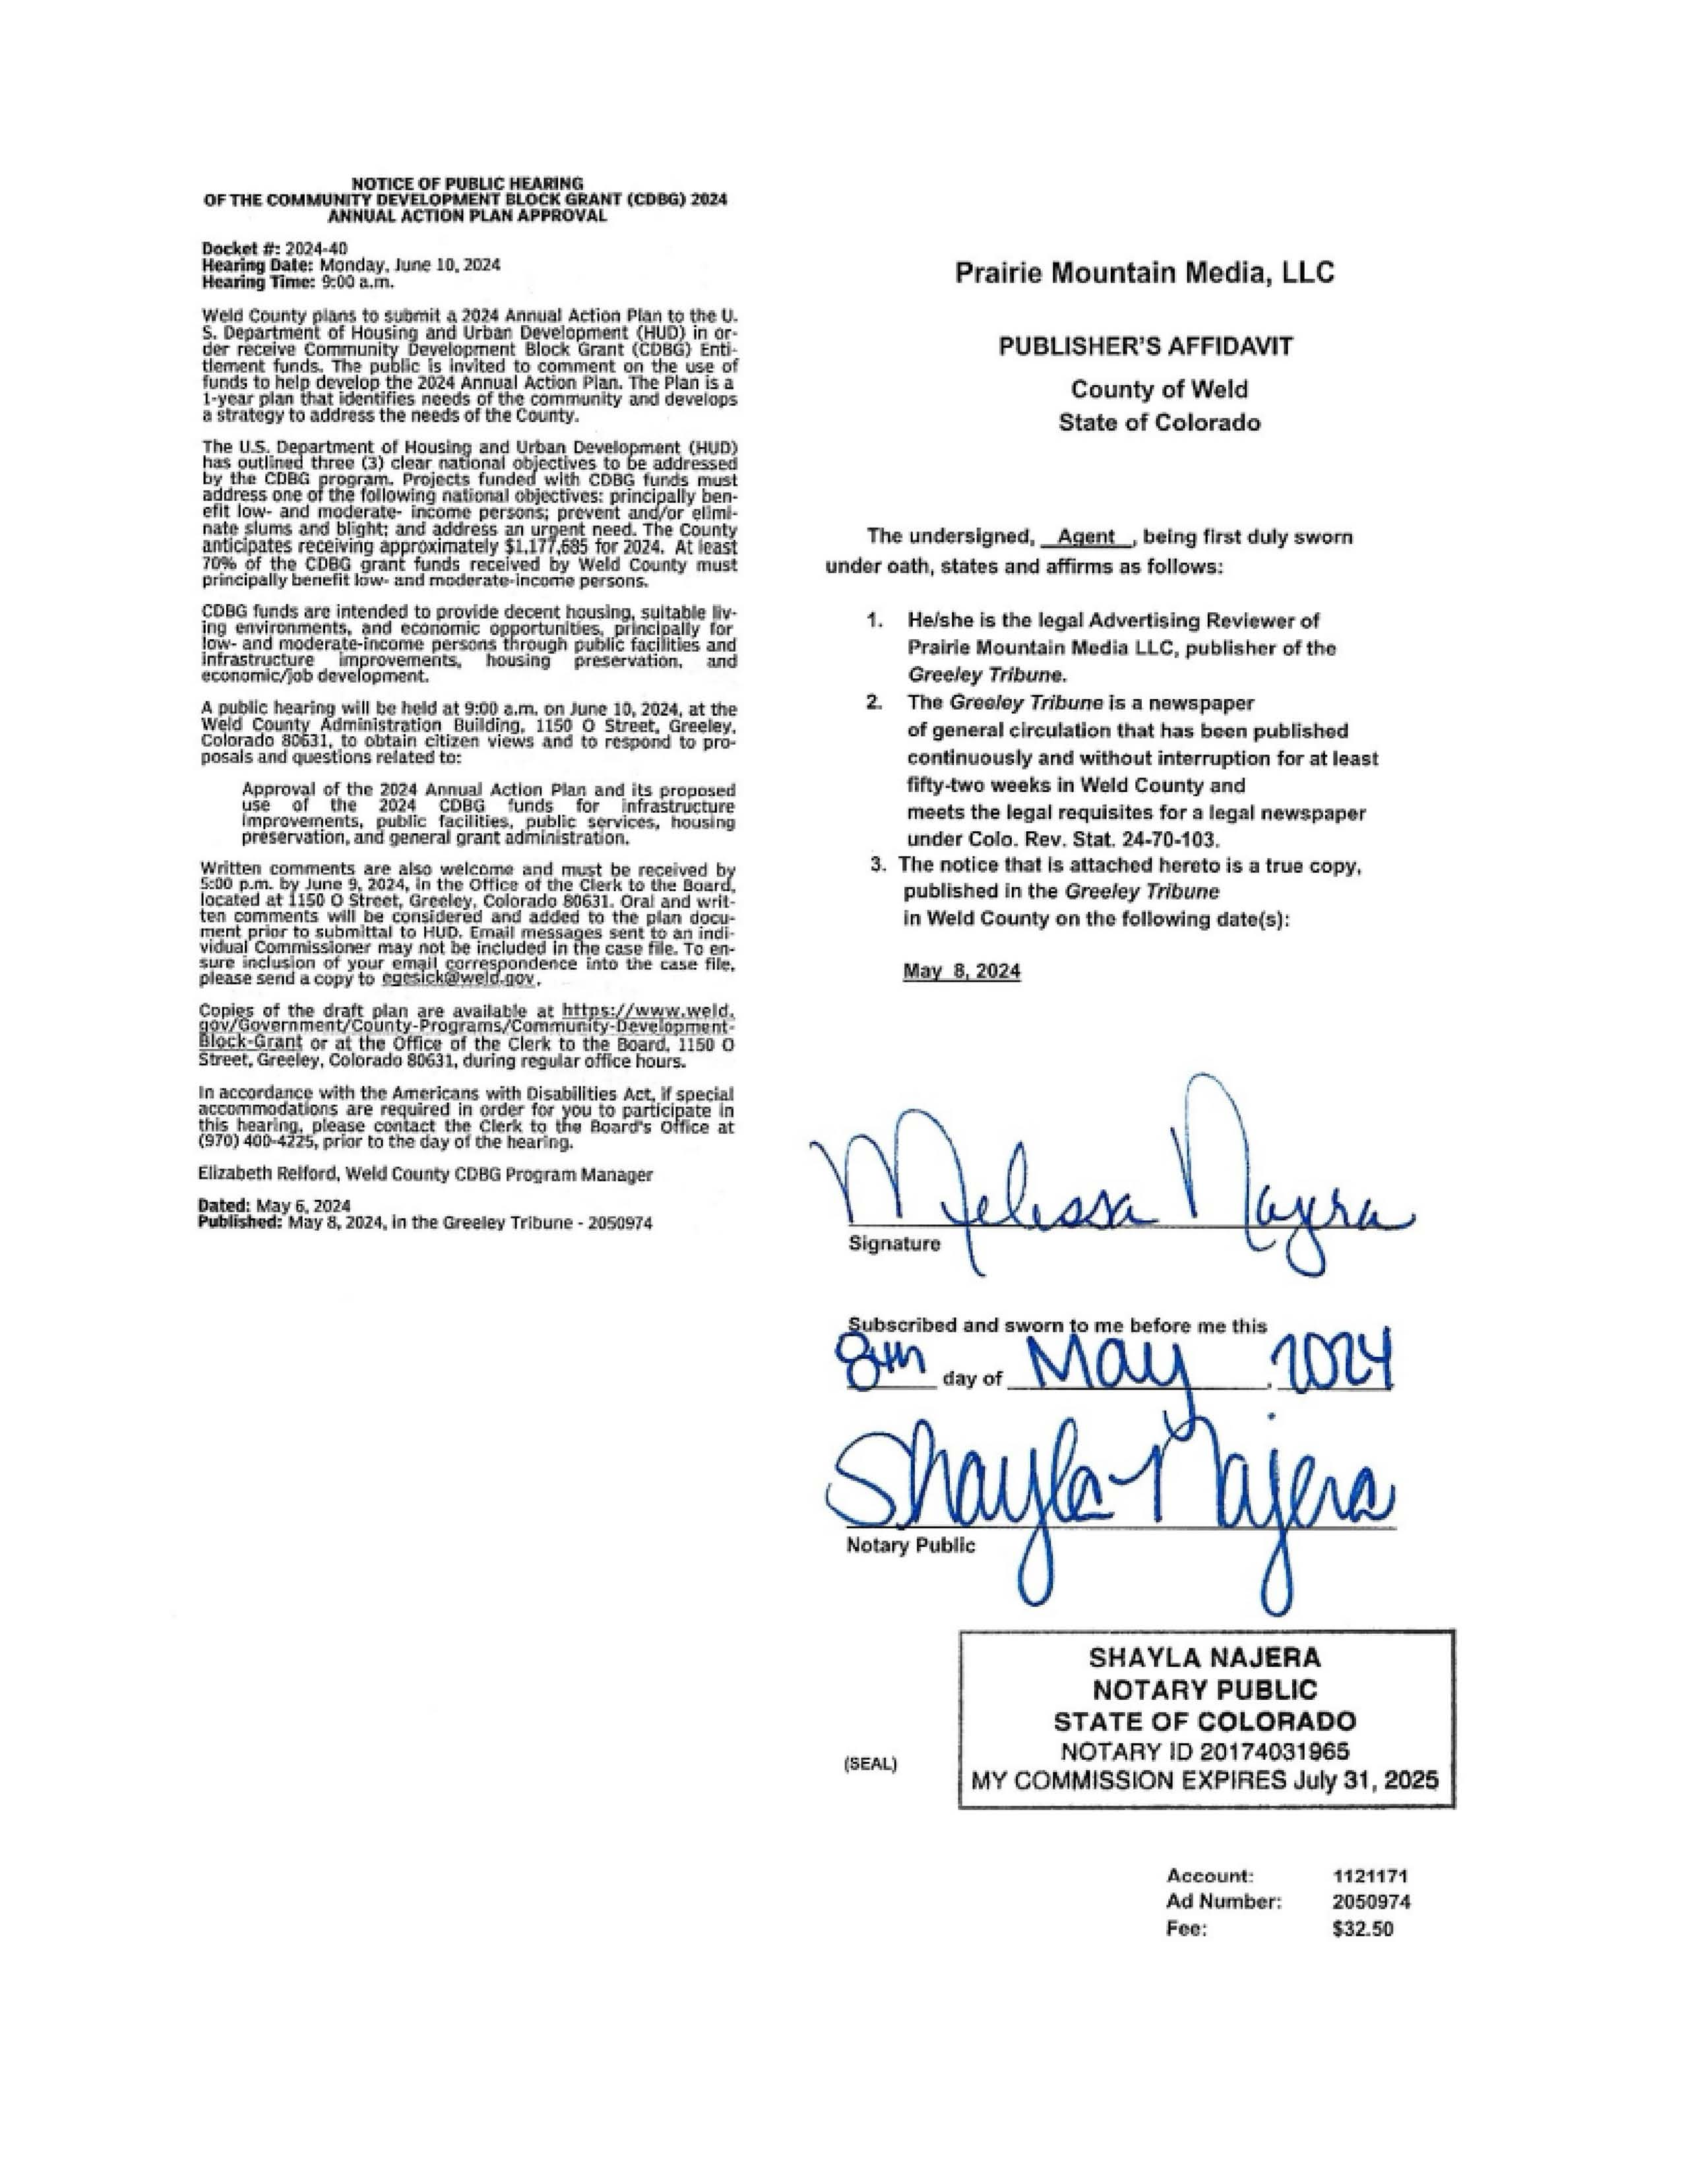 NOTICE OF PUBLIC HEARING
OF THE COMMUNITY DEVELOPMENT BLOCK GRANT (CDBG) 2024
ANNUAL ACTION PLAN APPROVAL
Docket #: 2024-40
Hearing Date: Monday, June 10, 2024
Hearing Time: 9:00 a.m.
Weld County plans to submit a 2024 Annual Action Plan to the U.
S. Department of Housing and Urban Development (HUD) in or-
der receive Community Development Block Grant (CDBG) Enti-
tlement funds. The public is invited to comment on the use of
funds to help develop the 2024 Annual Action Plan. The Plan is a
1-year plan that identifies needs of the community and develops
a strategy to address the needs of the County.
The U.S. Department of Housing and Urban Development (HUD)
has outlined three (3) clear national objectives to be addressed
by the CDBG program. Projects funded with CDBG funds must
address one of the following national objectives: principally ben-
efit low- and moderate- income persons; prevent and/or elimi-
nate slums and blight; and address an urgent need. The County
anticipates receiving approximately $1,177,685 for 2024. At least
70% of the CDBG grant funds received by Weld County must
principally benefit low- and moderate-income persons.
CDBG funds are intended to provide decent housing, suitable liv-
ing environments, and economic opportunities, principally for
low- and moderate-income persons through public facilities and
infrastructure improvements, housing preservation, and
economic/job development.
A public hearing will be held at 9:00 a.m. on June 10, 2024, at the
Weld County Administration Building, 1150 O Street, Greeley,
Colorado 80631, to obtain citizen views and to respond to pro-
posals and questions related to:
Approval of the 2024 Annual Action Plan and its proposed
use of the 2024 CDBG funds for infrastructure
improvements, public facilities, public services, housing
preservation, and general grant administration.
Written comments are also welcome and must be received by
5:00 p.m. by June 9, 2024, in the Office of the Clerk to the Board,
located at 1150 O Street, Greeley, Colorado 80631. Oral and writ-
ten comments will be considered and added to the plan docu-
ment prior to submittal to HUD. Email messages sent to an indi-
vidual Commissioner may not be included in the case file. To en-
sure inclusion of your email correspondence into the case file,
please send a copy to egesick@weld.gov.
Copies of the draft plan are available at https://www.weld.
gov/Government/County-Programs/Community-Development-
Block-Grant or at the Office of the Clerk to the Board, 1150 O
Street, Greeley, Colorado 80631, during regular office hours.
In accordance with the Americans with Disabilities Act, if special
accommodations are required in order for you to participate in
this hearing, please contact the Clerk to the Board's Office at
(970) 400-4225, prior to the day of the hearing.
Elizabeth Relford, Weld County CDBG Program Manager
Dated: May 6, 2024
Published: May 8, 2024, in the Greeley Tribune - 2050974
Prairie Mountain Media, LLC
PUBLISHER'S AFFIDAVIT
County of Weld
State of Colorado
The undersigned, Agent , being first duly sworn
under oath, states and affirms as follows:
1. He/she is the legal Advertising Reviewer of
Prairie Mountain Media LLC, publisher of the
Greeley Tribune.
2. The Greeley Tribune is a newspaper
of general circulation that has been published
continuously and without interruption for at least
fifty-two weeks in Weld County and
meets the legal requisites for a legal newspaper
under Colo. Rev. Stat. 24-70-103.
3. The notice that is attached hereto is a true copy,
published in the Greeley Tribune
in Weld County on the following date(s):
May 8, 2024
Melissa Najera
Signature
Subscribed and sworn to me before me this
8th day of May , 2024
Shayla Najera
Notary Public
SHAYLA NAJERA
NOTARY PUBLIC
STATE OF COLORADO
NOTARY ID 20174031965
MY COMMISSION EXPIRES July 31, 2025
(SEAL)
Account: 1121171
Ad Number: 2050974
Fee: $32.50